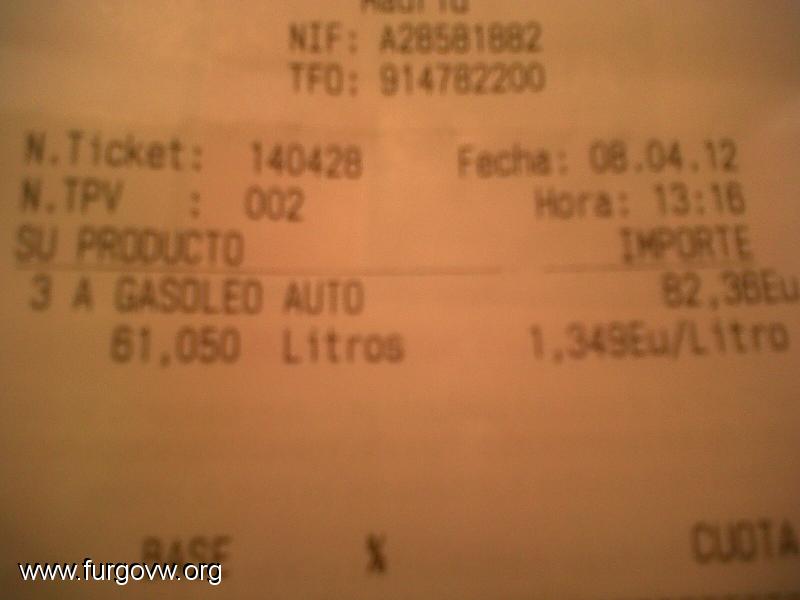 Madrid
NIF: A28581882
TFO: 914782200
N.Ticket: 140428 Fecha: 08.04.12
N.TPV : 002 Hora: 13:16
SU PRODUCTO IMPORTE
3 A GASOLEO AUTO 82,36Eu
61,050 Litros 1,349Eu/Litro
BASE % CUOTA
www.furgovw.org